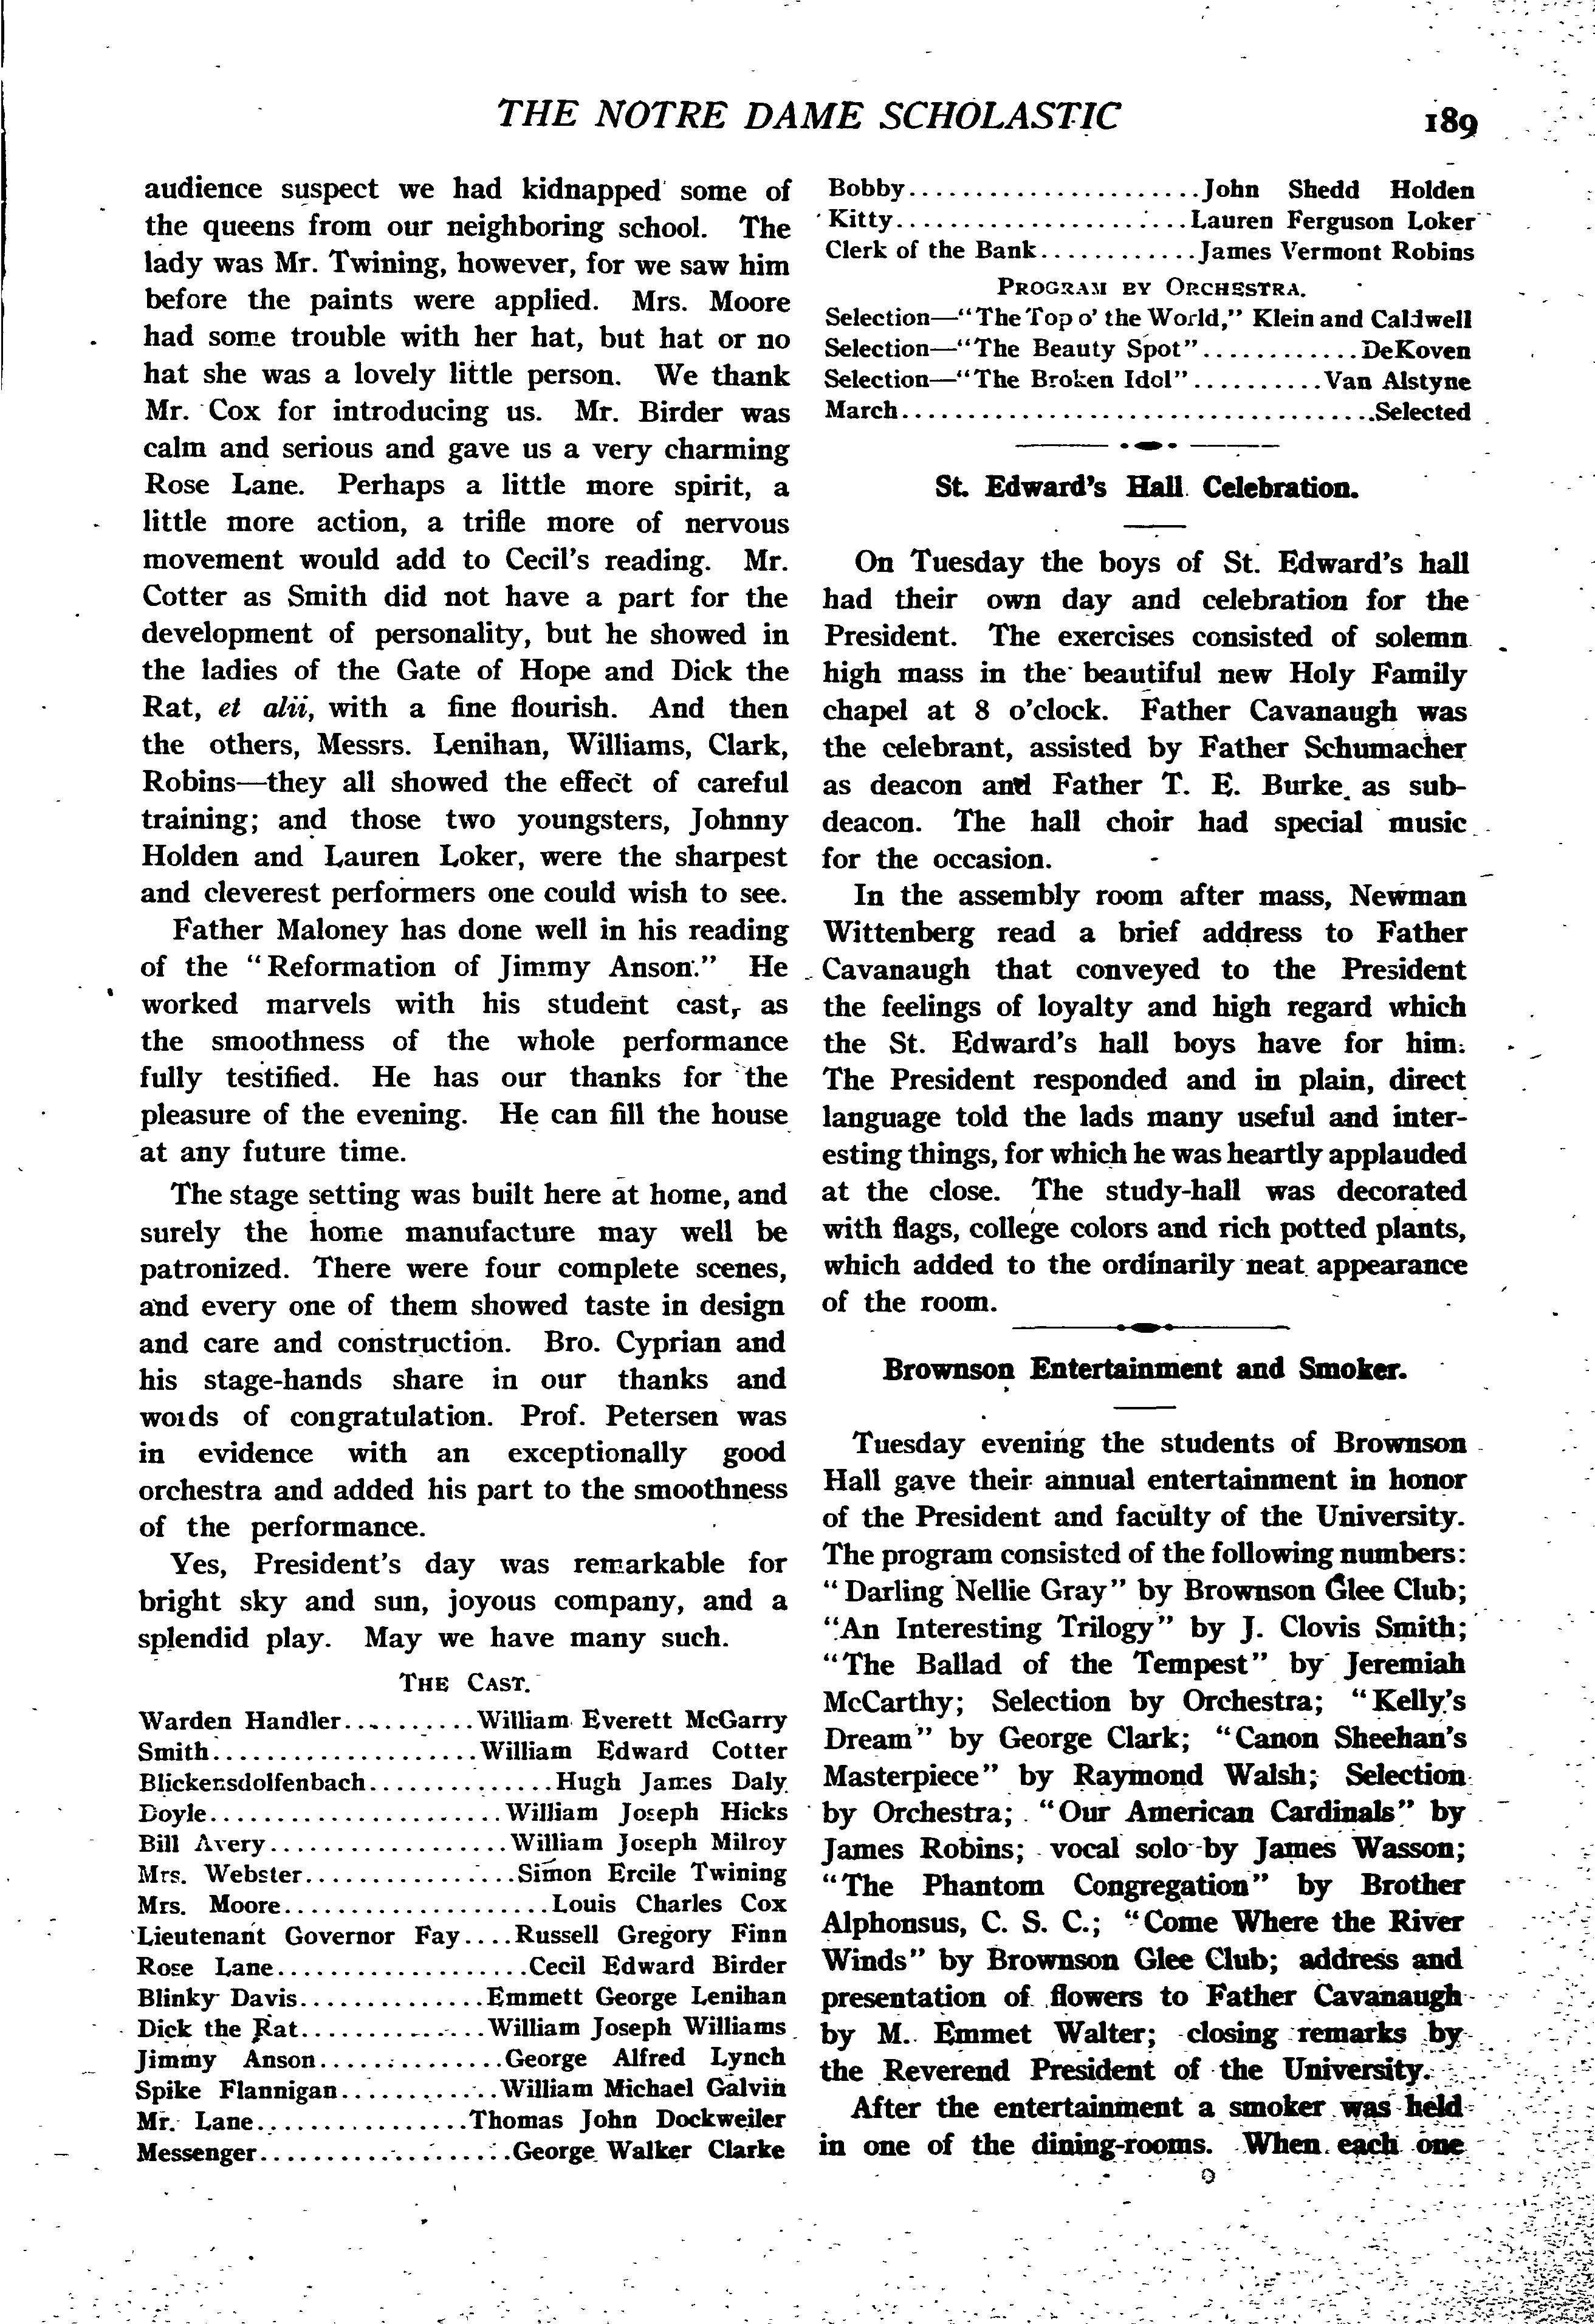 THE NOTRE DAME SCHOLASTIC
189
audience suspect we had kidnapped some of
the queens from our neighboring school. The
lady was Mr. Twining, however, for we saw him
before the paints were applied. Mrs. Moore
had some trouble with her hat, but hat or no
hat she was a lovely little person. We thank
Mr. Cox for introducing us. Mr. Birder was
calm and serious and gave us a very charming
Rose Lane. Perhaps a little more spirit, a
little more action, a trifle more of nervous
movement would add to Cecil's reading. Mr.
Cotter as Smith did not have a part for the
development of personality, but he showed in
the ladies of the Gate of Hope and Dick the
Rat, et alii, with a fine flourish. And then
the others, Messrs. Lenihan, Williams, Clark,
Robins—they all showed the effect of careful
training; and those two youngsters, Johnny
Holden and Lauren Loker, were the sharpest
and cleverest performers one could wish to see.
Father Maloney has done well in his reading
of the "Reformation of Jimmy Anson." He
worked marvels with his student cast, as
the smoothness of the whole performance
fully testified. He has our thanks for the
pleasure of the evening. He can fill the house
at any future time.
The stage setting was built here at home, and
surely the home manufacture may well be
patronized. There were four complete scenes,
and every one of them showed taste in design
and care and construction. Bro. Cyprian and
his stage-hands share in our thanks and
words of congratulation. Prof. Petersen was
in evidence with an exceptionally good
orchestra and added his part to the smoothness
of the performance.
Yes, President's day was remarkable for
bright sky and sun, joyous company, and a
splendid play. May we have many such.
THE CAST.
Warden Handler..........William Everett McGarry
Smith....................William Edward Cotter
Blickensdolfenbach..............Hugh James Daly
Doyle......................William Joseph Hicks
Bill Avery..................William Joseph Milroy
Mrs. Webster................Simon Ercile Twining
Mrs. Moore....................Louis Charles Cox
Lieutenant Governor Fay....Russell Gregory Finn
Rose Lane...................Cecil Edward Birder
Blinky Davis..............Emmett George Lenihan
Dick the Rat..............William Joseph Williams
Jimmy Anson..............George Alfred Lynch
Spike Flannigan............William Michael Galvin
Mr. Lane................Thomas John Dockweiler
Messenger...................George Walker Clarke
Bobby......................John Shedd Holden
Kitty......................Lauren Ferguson Loker
Clerk of the Bank............James Vermont Robins
PROGRAM BY ORCHESTRA.
Selection—"The Top o' the World," Klein and Caldwell
Selection—"The Beauty Spot"............DeKoven
Selection—"The Broken Idol"..........Van Alstyne
March....................................Selected
St. Edward's Hall Celebration.
On Tuesday the boys of St. Edward's hall
had their own day and celebration for the
President. The exercises consisted of solemn
high mass in the beautiful new Holy Family
chapel at 8 o'clock. Father Cavanaugh was
the celebrant, assisted by Father Schumacher
as deacon and Father T. E. Burke as sub-
deacon. The hall choir had special music
for the occasion.
In the assembly room after mass, Newman
Wittenberg read a brief address to Father
Cavanaugh that conveyed to the President
the feelings of loyalty and high regard which
the St. Edward's hall boys have for him.
The President responded and in plain, direct
language told the lads many useful and inter-
esting things, for which he was heartly applauded
at the close. The study-hall was decorated
with flags, college colors and rich potted plants,
which added to the ordinarily neat appearance
of the room.
Brownson Entertainment and Smoker.
Tuesday evening the students of Brownson
Hall gave their annual entertainment in honor
of the President and faculty of the University.
The program consisted of the following numbers:
"Darling Nellie Gray" by Brownson Glee Club;
"An Interesting Trilogy" by J. Clovis Smith;
"The Ballad of the Tempest" by Jeremiah
McCarthy; Selection by Orchestra; "Kelly's
Dream" by George Clark; "Canon Sheehan's
Masterpiece" by Raymond Walsh; Selection
by Orchestra; "Our American Cardinals" by
James Robins; vocal solo by James Wasson;
"The Phantom Congregation" by Brother
Alphonsus, C. S. C.; "Come Where the River
Winds" by Brownson Glee Club; address and
presentation of flowers to Father Cavanaugh
by M. Emmet Walter; closing remarks by
the Reverend President of the University.
After the entertainment a smoker was held
in one of the dining-rooms. When each one